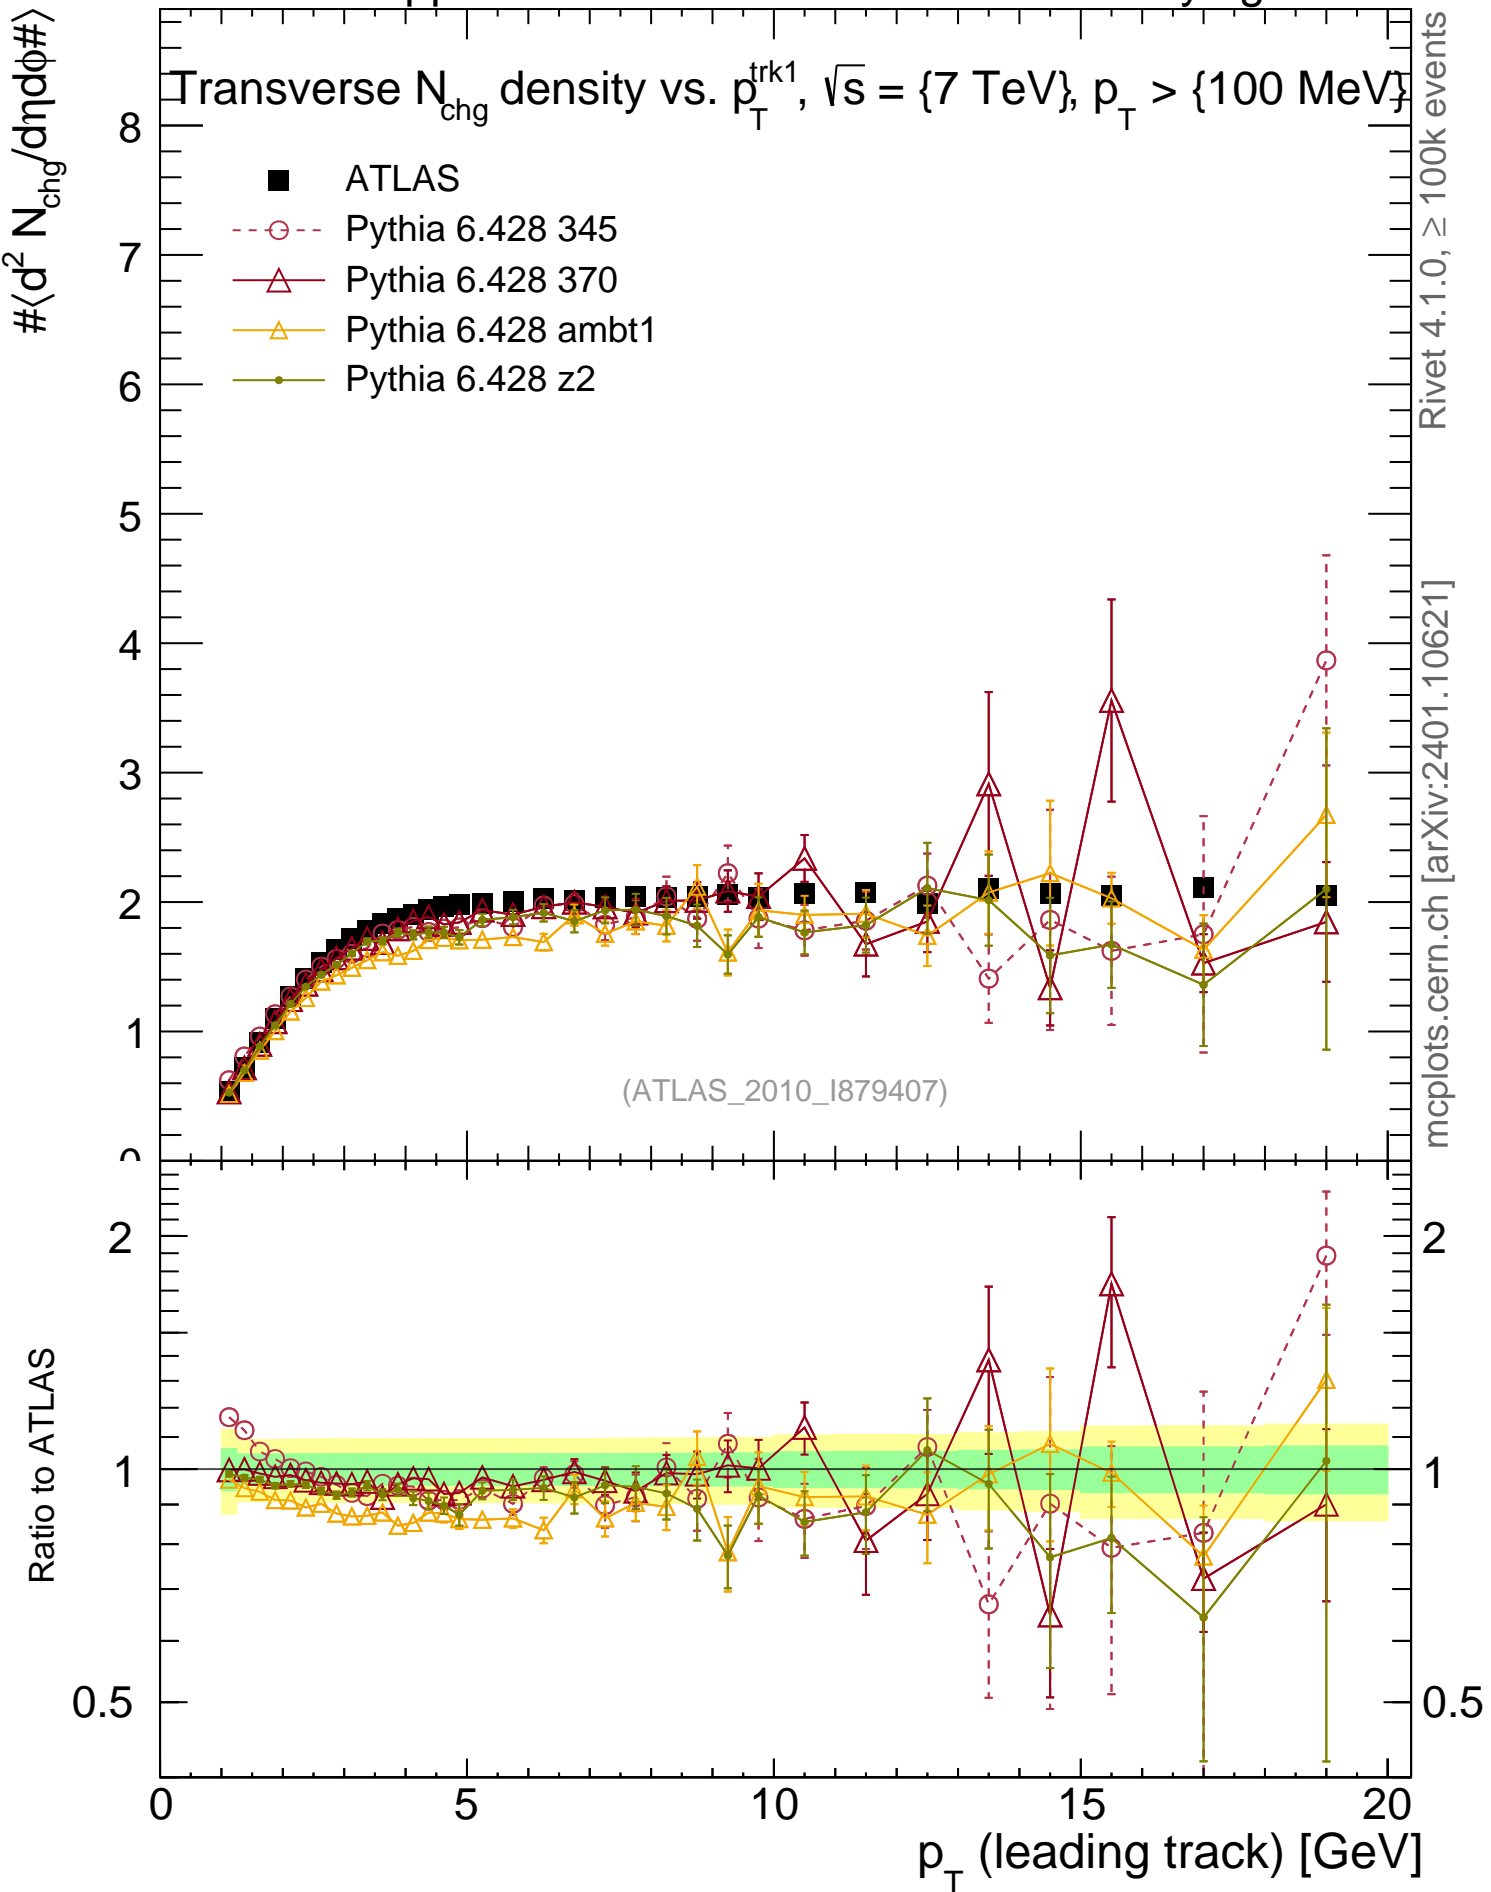 Transverse N_chg density vs. p_T^trk1, √s = {7 TeV}, p_T > {100 MeV}
#⟨d² N_chg/dηdϕ#⟩
ATLAS
Pythia 6.428 345
Pythia 6.428 370
Pythia 6.428 ambt1
Pythia 6.428 z2
8
7
6
5
4
3
2
1
(ATLAS_2010_I879407)
Rivet 4.1.0, ≥ 100k events
mcplots.cern.ch [arXiv:2401.10621]
Ratio to ATLAS
2
1
0.5
2
1
0.5
0 5 10 15 20
p_T (leading track) [GeV]